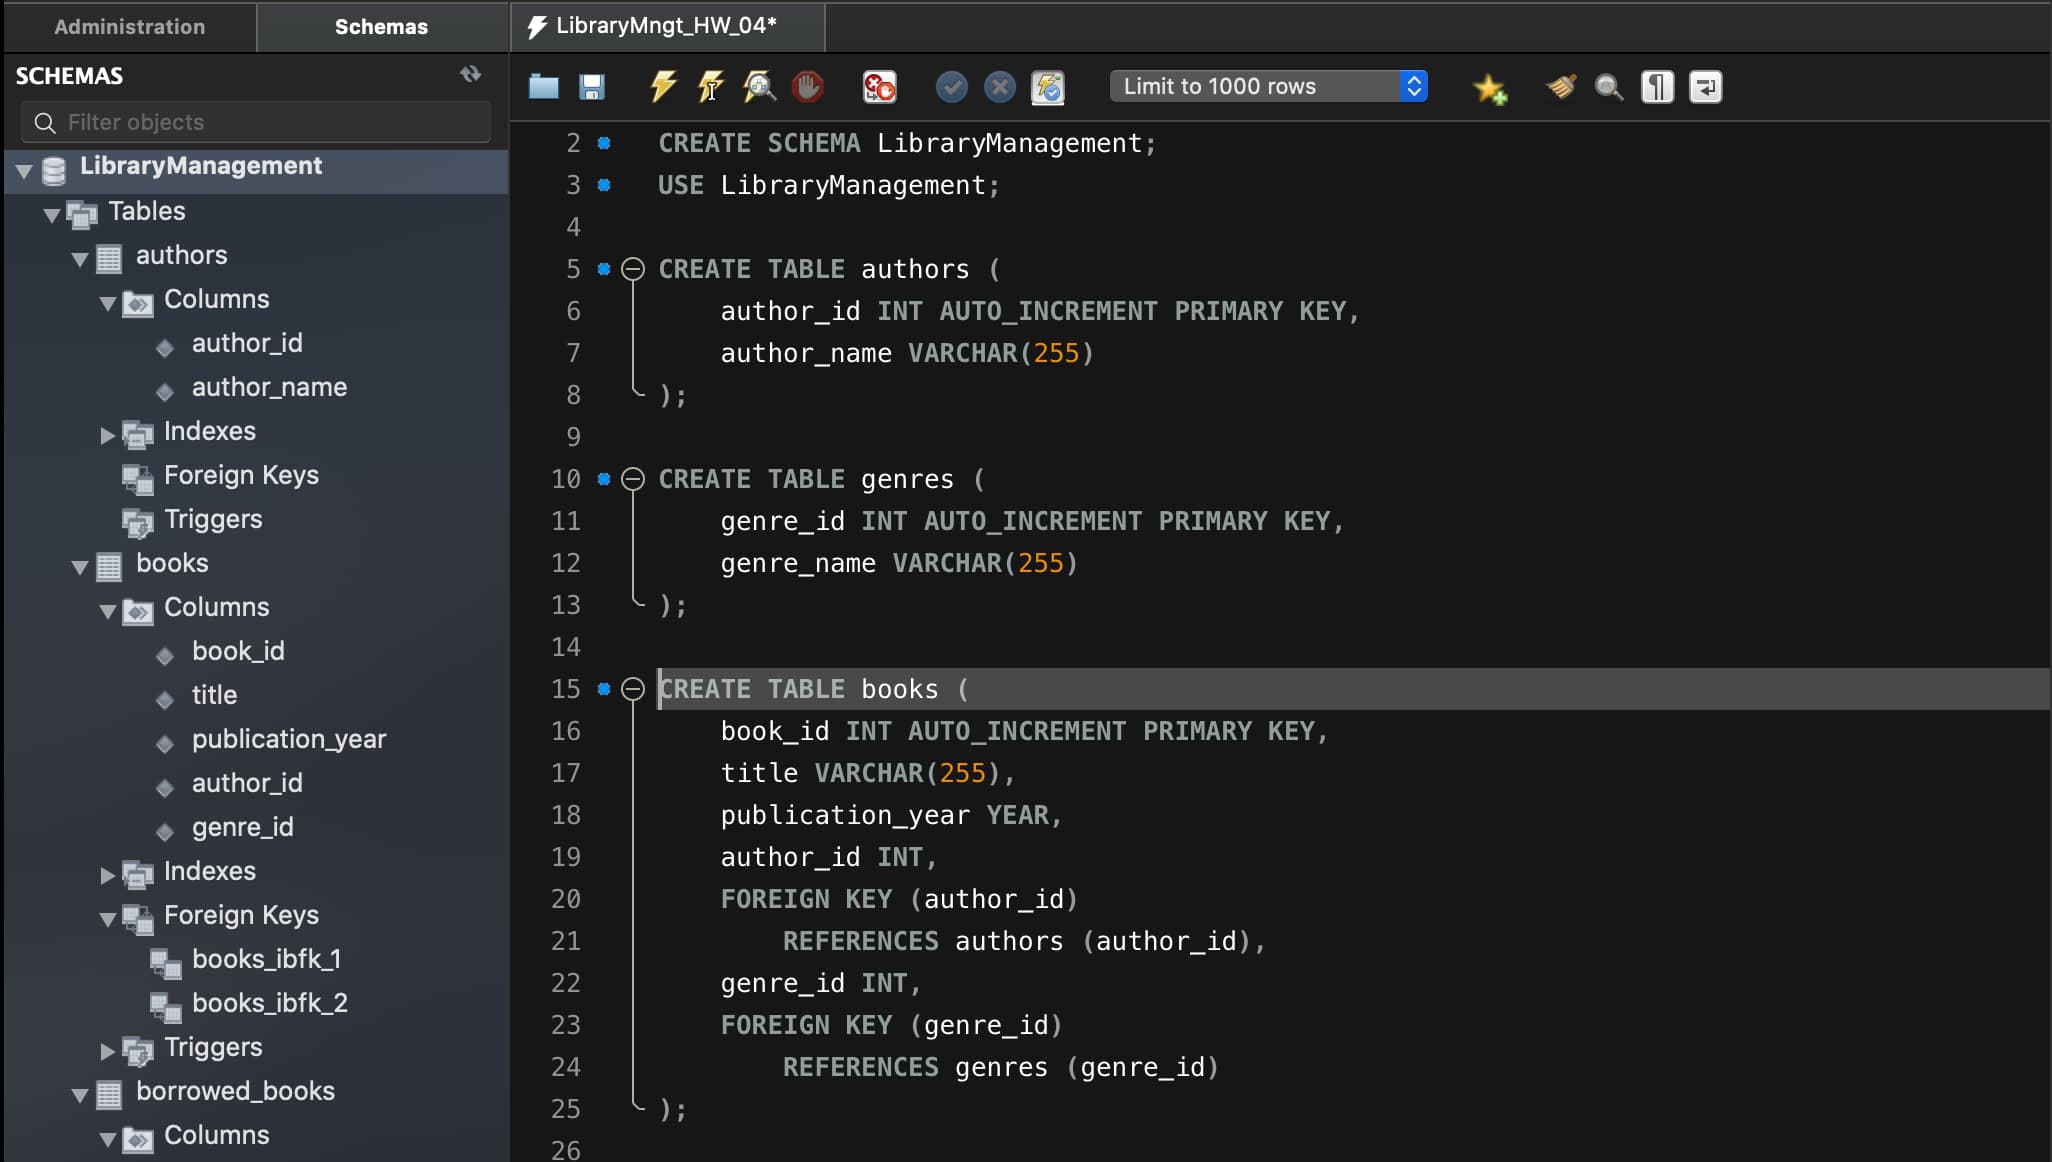 Administration
Schemas
LibraryMngt_HW_04*
SCHEMAS
Filter objects
Limit to 1000 rows
LibraryManagement
Tables
authors
Columns
author_id
author_name
Indexes
Foreign Keys
Triggers
books
Columns
book_id
title
publication_year
author_id
genre_id
Indexes
Foreign Keys
books_ibfk_1
books_ibfk_2
Triggers
borrowed_books
Columns
2 CREATE SCHEMA LibraryManagement;
3 USE LibraryManagement;
4
5 CREATE TABLE authors (
6 author_id INT AUTO_INCREMENT PRIMARY KEY,
7 author_name VARCHAR(255)
8 );
9
10 CREATE TABLE genres (
11 genre_id INT AUTO_INCREMENT PRIMARY KEY,
12 genre_name VARCHAR(255)
13 );
14
15 CREATE TABLE books (
16 book_id INT AUTO_INCREMENT PRIMARY KEY,
17 title VARCHAR(255),
18 publication_year YEAR,
19 author_id INT,
20 FOREIGN KEY (author_id)
21 REFERENCES authors (author_id),
22 genre_id INT,
23 FOREIGN KEY (genre_id)
24 REFERENCES genres (genre_id)
25 );
26